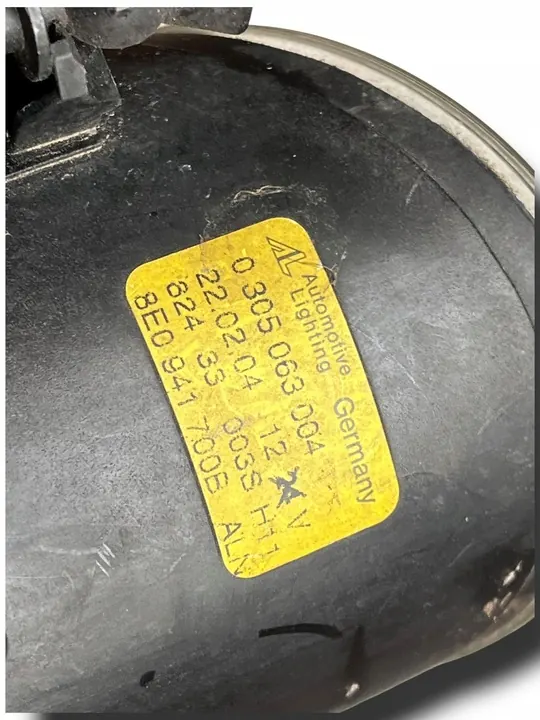 AL Automotive Lighting Germany
0 305 063 004
22.02.04 12 V
824 33 003S H11
8E0 941 700B ALN